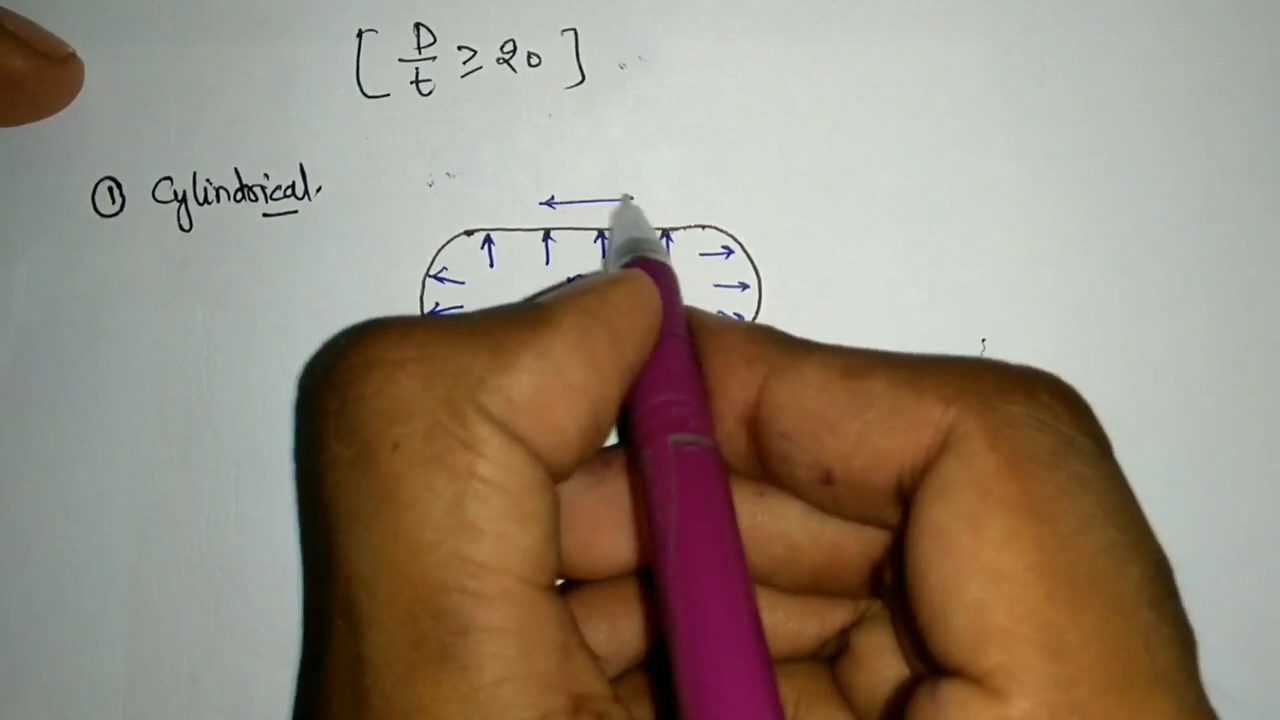 [ D/t ≥ 20 ]
① Cylindrical.